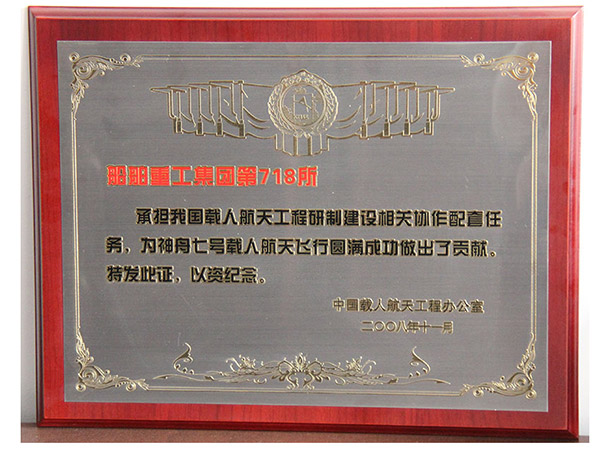 船舶重工集团第718所
承担我国载人航天工程研制建设相关协作配套任
务，为神舟七号载人航天飞行圆满成功做出了贡献。
特发此证，以资纪念。
中国载人航天工程办公室
二〇〇八年十一月